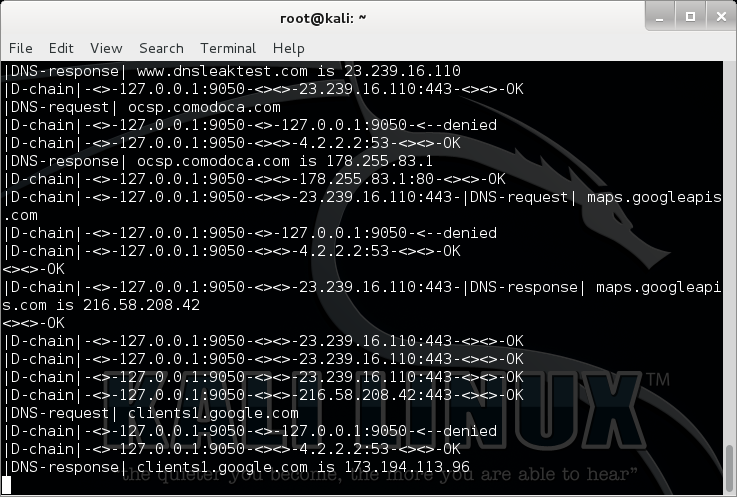 root@kali: ~
File Edit View Search Terminal Help
|DNS-response| www.dnsleaktest.com is 23.239.16.110
|D-chain|-<>-127.0.0.1:9050-<><>-23.239.16.110:443-<><>-OK
|DNS-request| ocsp.comodoca.com
|D-chain|-<>-127.0.0.1:9050-<>-127.0.0.1:9050-<--denied
|D-chain|-<>-127.0.0.1:9050-<><>-4.2.2.2:53-<><>-OK
|DNS-response| ocsp.comodoca.com is 178.255.83.1
|D-chain|-<>-127.0.0.1:9050-<><>-178.255.83.1:80-<><>-OK
|D-chain|-<>-127.0.0.1:9050-<><>-23.239.16.110:443-|DNS-request| maps.googleapis
.com
|D-chain|-<>-127.0.0.1:9050-<>-127.0.0.1:9050-<--denied
|D-chain|-<>-127.0.0.1:9050-<><>-4.2.2.2:53-<><>-OK
<><>-OK
|D-chain|-<>-127.0.0.1:9050-<><>-23.239.16.110:443-|DNS-response| maps.googleapi
s.com is 216.58.208.42
<><>-OK
|D-chain|-<>-127.0.0.1:9050-<><>-23.239.16.110:443-<><>-OK
|D-chain|-<>-127.0.0.1:9050-<><>-23.239.16.110:443-<><>-OK
|D-chain|-<>-127.0.0.1:9050-<><>-23.239.16.110:443-<><>-OK
|D-chain|-<>-127.0.0.1:9050-<><>-216.58.208.42:443-<><>-OK
|DNS-request| clients1.google.com
|D-chain|-<>-127.0.0.1:9050-<>-127.0.0.1:9050-<--denied
|D-chain|-<>-127.0.0.1:9050-<><>-4.2.2.2:53-<><>-OK
|DNS-response| clients1.google.com is 173.194.113.96
KALI LINUX™
the quieter you become, the more you are able to hear”